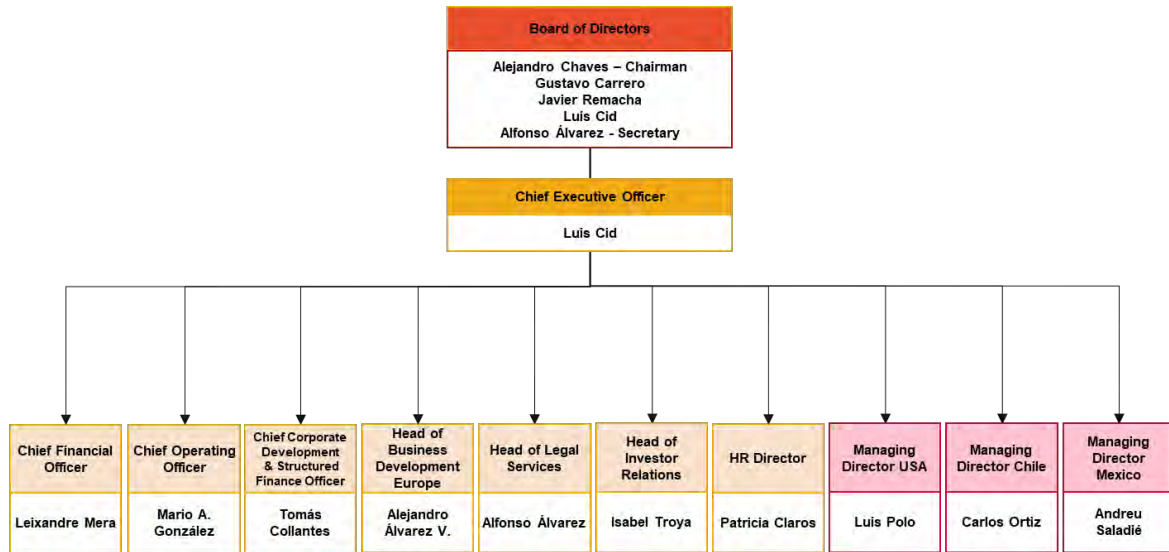 Board of Directors
Alejandro Chaves – Chairman
Gustavo Carrero
Javier Remacha
Luis Cid
Alfonso Álvarez - Secretary
Chief Executive Officer
Luis Cid
Chief Financial
Officer
Leixandre Mera
Chief Operating
Officer
Mario A.
González
Chief Corporate
Development
& Structured
Finance Officer
Tomás
Collantes
Head of
Business
Development
Europe
Alejandro
Álvarez V.
Head of Legal
Services
Alfonso Álvarez
Head of
Investor
Relations
Isabel Troya
HR Director
Patricia Claros
Managing
Director USA
Luis Polo
Managing
Director Chile
Carlos Ortiz
Managing
Director
Mexico
Andreu
Saladié